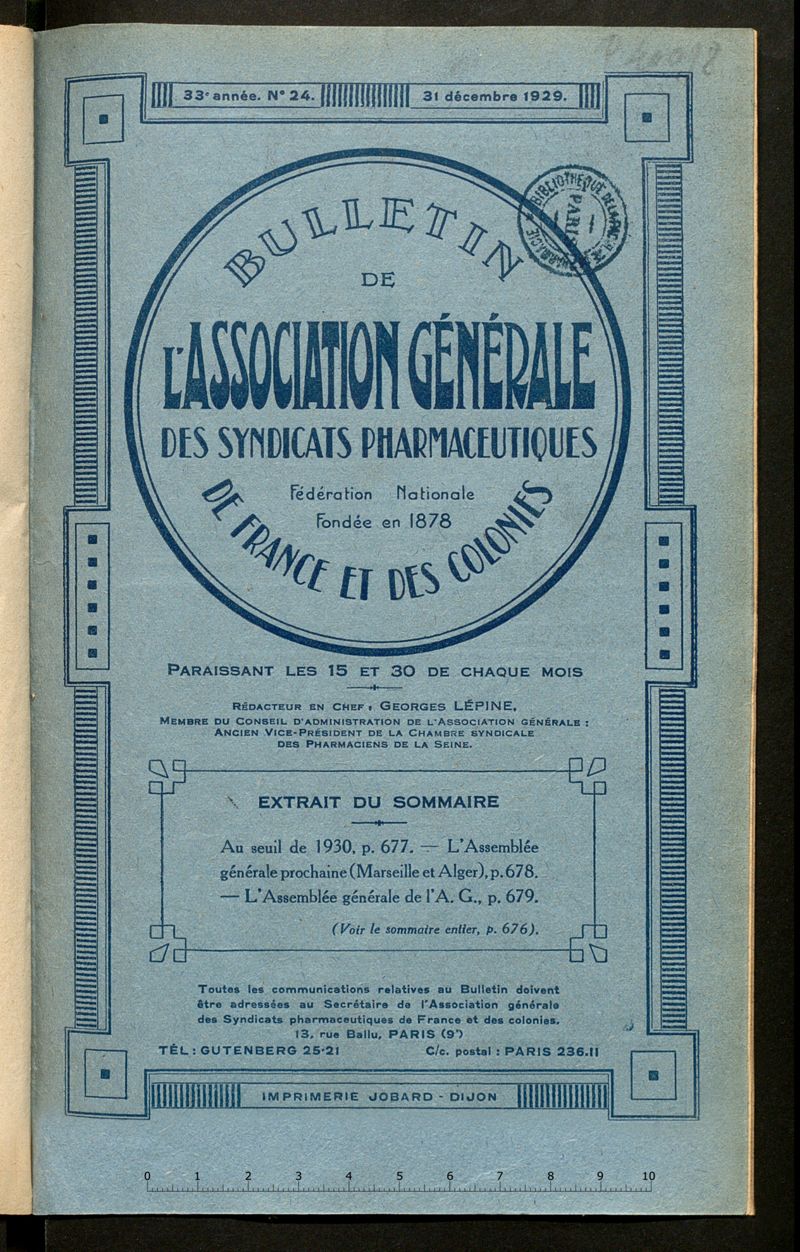 33e année. N° 24. 31 décembre 1929.
BULLETIN
DE
L'ASSOCIATION GÉNÉRALE
DES SYNDICATS PHARMACEUTIQUES
Fédération Nationale
Fondée en 1878
DE FRANCE ET DES COLONIES
PARAISSANT LES 15 ET 30 DE CHAQUE MOIS
RÉDACTEUR EN CHEF : GEORGES LÉPINE,
MEMBRE DU CONSEIL D'ADMINISTRATION DE L'ASSOCIATION GÉNÉRALE :
ANCIEN VICE-PRÉSIDENT DE LA CHAMBRE SYNDICALE
DES PHARMACIENS DE LA SEINE.
EXTRAIT DU SOMMAIRE
Au seuil de 1930, p. 677. — L'Assemblée
générale prochaine (Marseille et Alger), p. 678.
— L'Assemblée générale de l'A. G., p. 679.
(Voir le sommaire entier, p. 676).
Toutes les communications relatives au Bulletin doivent
être adressées au Secrétaire de l'Association générale
des Syndicats pharmaceutiques de France et des colonies.
13, rue Ballu, PARIS (9e)
TÉL : GUTENBERG 25-21 C/c. postal : PARIS 236.11
IMPRIMERIE JOBARD - DIJON
0 1 2 3 4 5 6 7 8 9 10